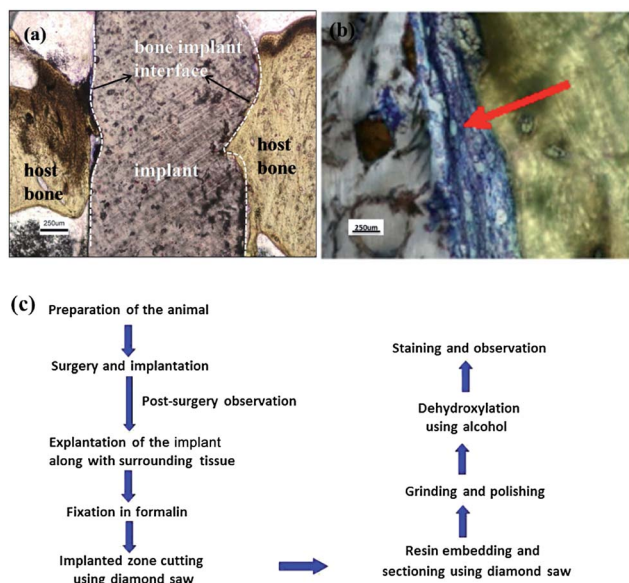 (a)
bone implant
interface
host
bone
implant
host
bone
250um
(b)
250um
(c)
Preparation of the animal
Surgery and implantation
Post-surgery observation
Explantation of the implant
along with surrounding tissue
Fixation in formalin
Implanted zone cutting
using diamond saw
Resin embedding and
sectioning using diamond saw
Grinding and polishing
Dehydroxylation
using alcohol
Staining and observation